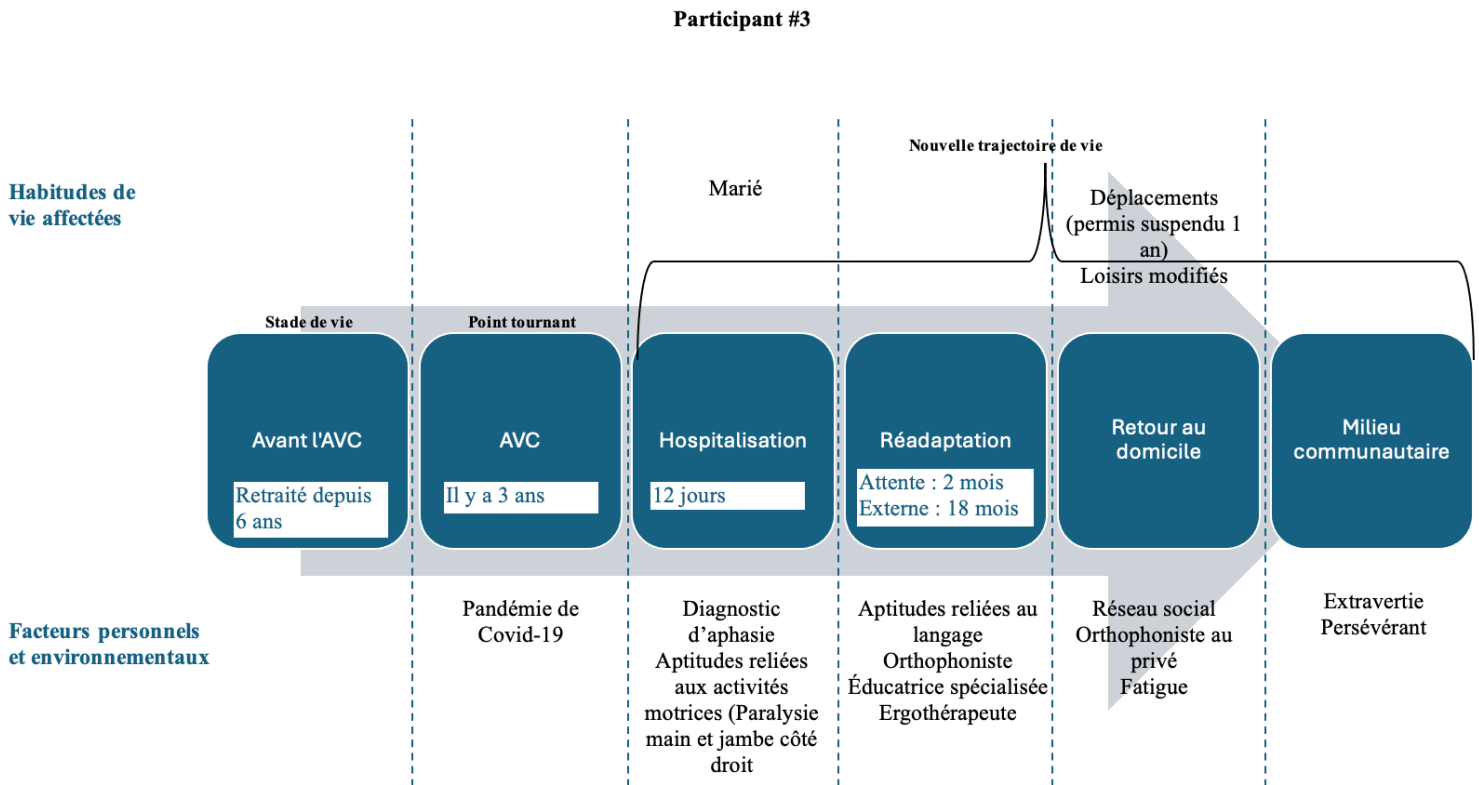 Participant #3
Nouvelle trajectoire de vie
Habitudes de
vie affectées
Marié
Déplacements
(permis suspendu 1
an)
Loisirs modifiés
Stade de vie
Point tournant
Avant l'AVC
Retraité depuis
6 ans
AVC
Il y a 3 ans
Hospitalisation
12 jours
Réadaptation
Attente : 2 mois
Externe : 18 mois
Retour au
domicile
Milieu
communautaire
Facteurs personnels
et environnementaux
Pandémie de
Covid-19
Diagnostic
d’aphasie
Aptitudes reliées
aux activités
motrices (Paralysie
main et jambe côté
droit
Aptitudes reliées au
langage
Orthophoniste
Éducatrice spécialisée
Ergothérapeute
Réseau social
Orthophoniste au
privé
Fatigue
Extravertie
Persévérant